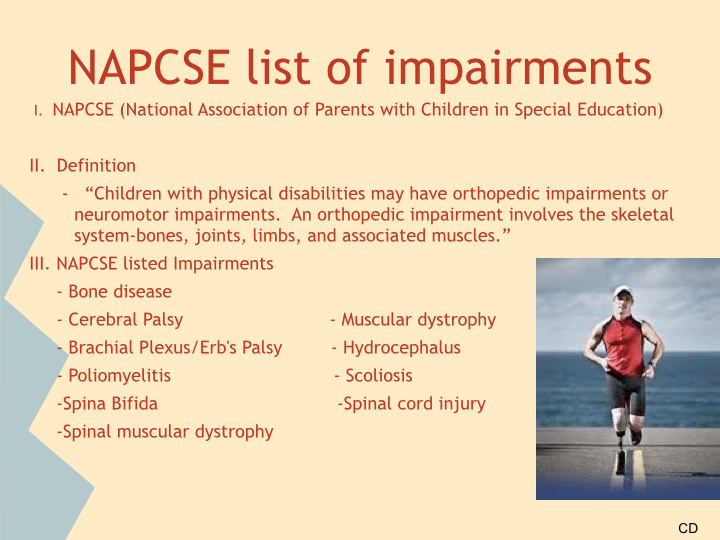 NAPCSE list of impairments
I. NAPCSE (National Association of Parents with Children in Special Education)
II. Definition
- “Children with physical disabilities may have orthopedic impairments or
neuromotor impairments. An orthopedic impairment involves the skeletal
system-bones, joints, limbs, and associated muscles.”
III. NAPCSE listed Impairments
- Bone disease
- Cerebral Palsy - Muscular dystrophy
- Brachial Plexus/Erb's Palsy - Hydrocephalus
- Poliomyelitis - Scoliosis
-Spina Bifida -Spinal cord injury
-Spinal muscular dystrophy
CD